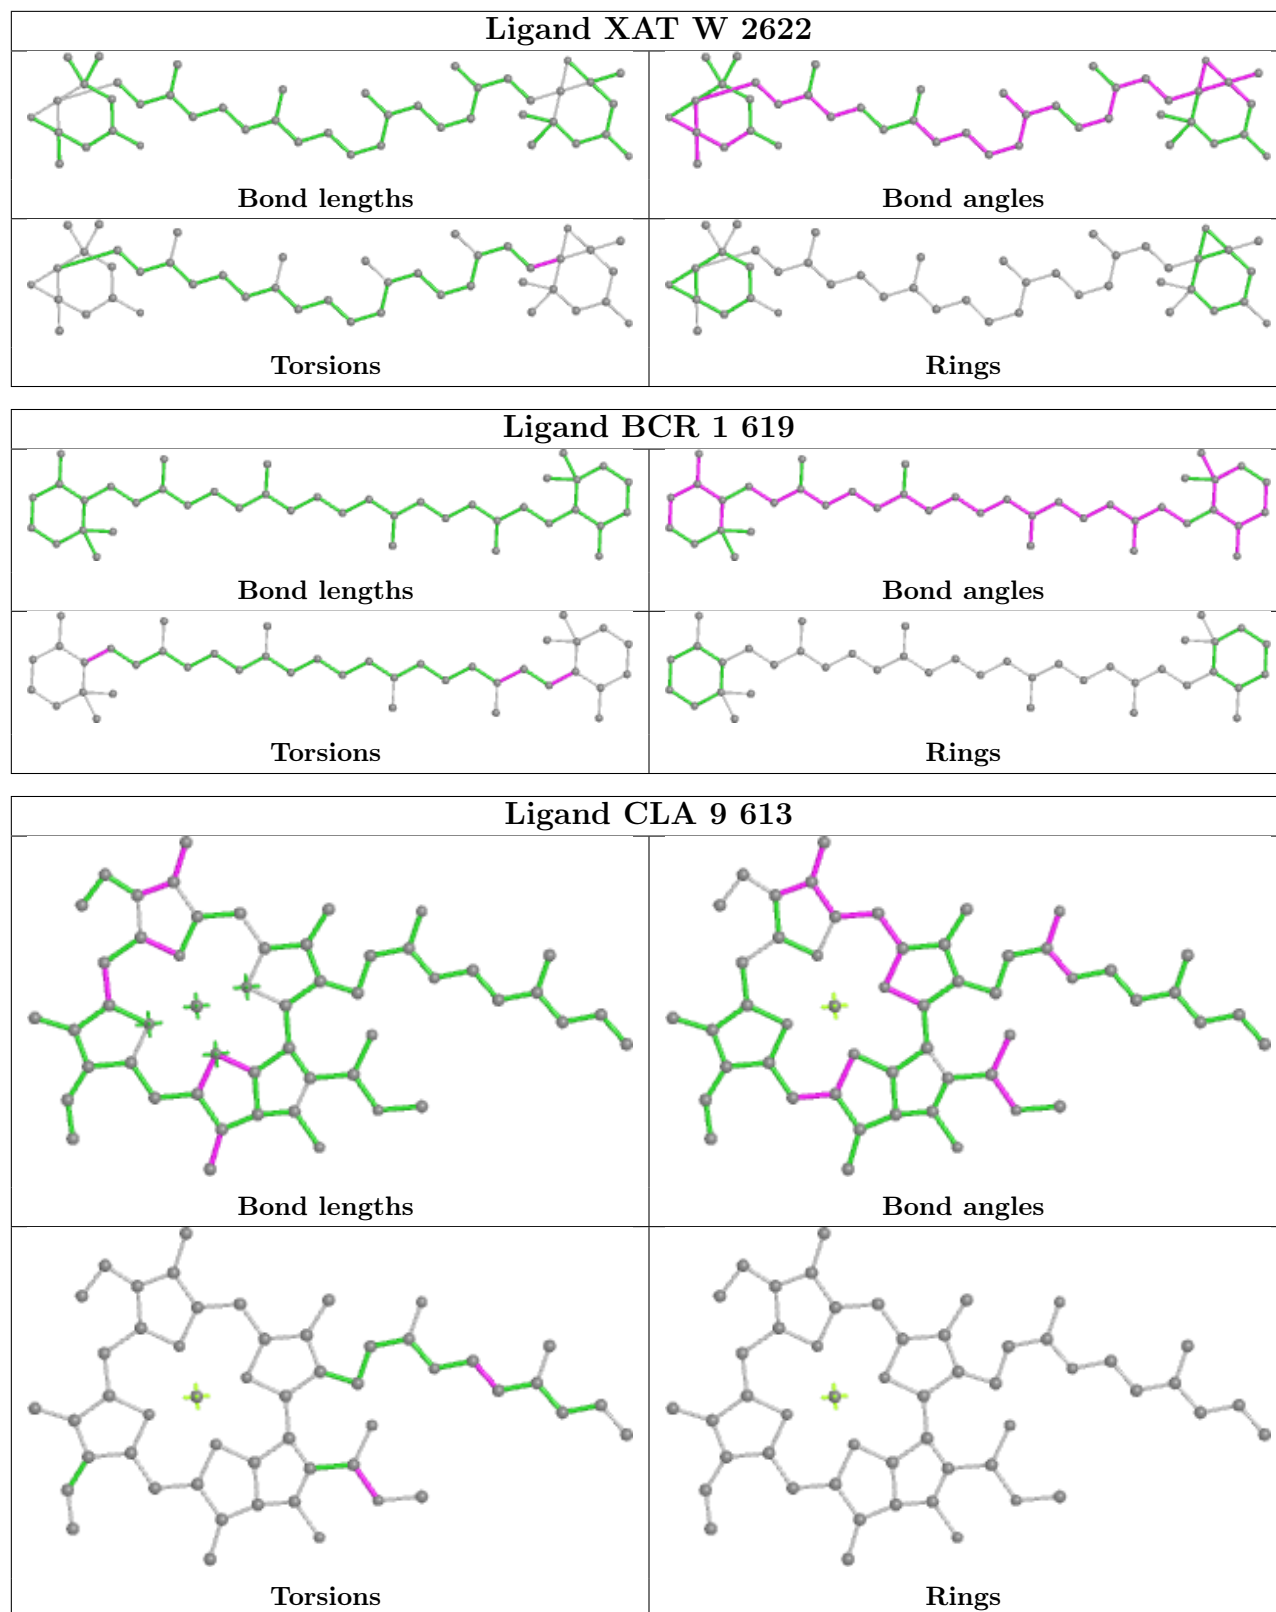 Ligand XAT W 2622
Bond lengths
Bond angles
Torsions
Rings
Ligand BCR 1 619
Bond lengths
Bond angles
Torsions
Rings
Ligand CLA 9 613
Bond lengths
Bond angles
Torsions
Rings